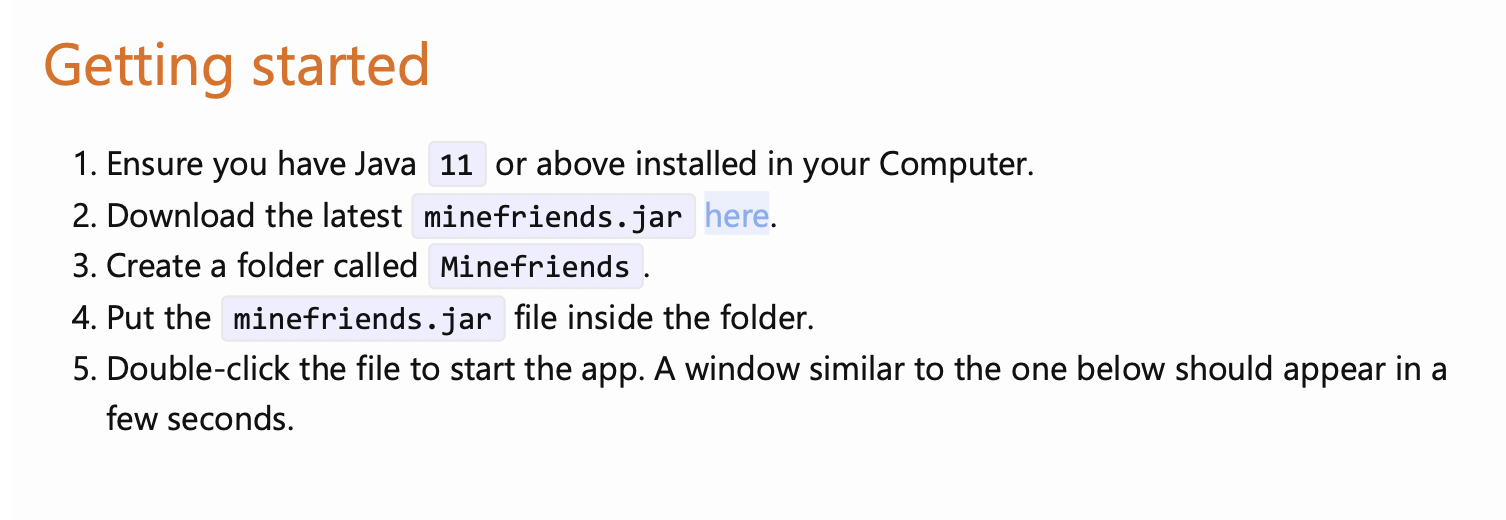 Getting started
1. Ensure you have Java 11 or above installed in your Computer.
2. Download the latest minefriends.jar here.
3. Create a folder called Minefriends.
4. Put the minefriends.jar file inside the folder.
5. Double-click the file to start the app. A window similar to the one below should appear in a
few seconds.